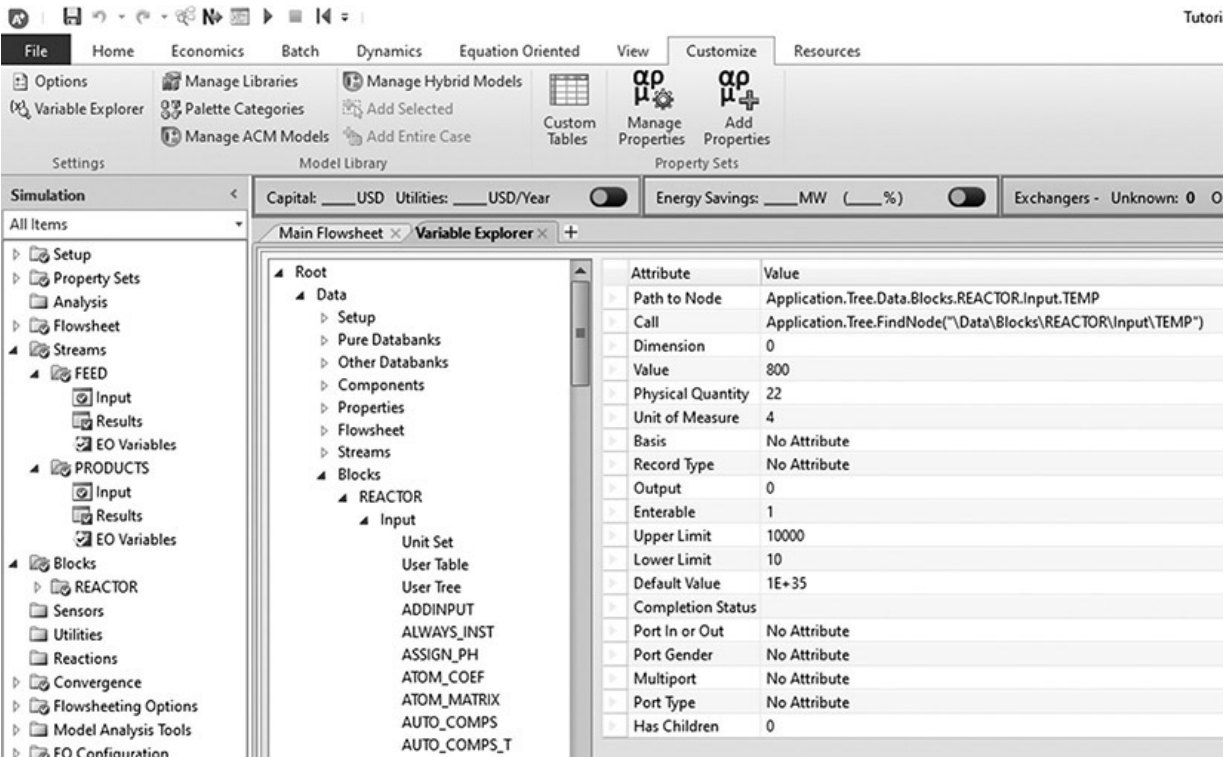 Tutori
File Home Economics Batch Dynamics Equation Oriented View Customize Resources
Options
Variable Explorer
Settings
Manage Libraries
Palette Categories
Manage ACM Models
Manage Hybrid Models
Add Selected
Add Entire Case
Model Library
Custom
Tables
Manage
Properties
Add
Properties
Property Sets
Simulation
All Items
Setup
Property Sets
Analysis
Flowsheet
Streams
FEED
Input
Results
EO Variables
PRODUCTS
Input
Results
EO Variables
Blocks
REACTOR
Sensors
Utilities
Reactions
Convergence
Flowsheeting Options
Model Analysis Tools
EO Configuration
Capital: ____USD Utilities: ____USD/Year
Energy Savings: ____MW (____%)
Exchangers - Unknown: 0 O
Main Flowsheet × Variable Explorer × +
Root
Data
Setup
Pure Databanks
Other Databanks
Components
Properties
Flowsheet
Streams
Blocks
REACTOR
Input
Unit Set
User Table
User Tree
ADDINPUT
ALWAYS_INST
ASSIGN_PH
ATOM_COEF
ATOM_MATRIX
AUTO_COMPS
AUTO_COMPS_T
Attribute Value
Path to Node Application.Tree.Data.Blocks.REACTOR.Input.TEMP
Call Application.Tree.FindNode("\Data\Blocks\REACTOR\Input\TEMP")
Dimension 0
Value 800
Physical Quantity 22
Unit of Measure 4
Basis No Attribute
Record Type No Attribute
Output 0
Enterable 1
Upper Limit 10000
Lower Limit 10
Default Value 1E+35
Completion Status
Port In or Out No Attribute
Port Gender No Attribute
Multiport No Attribute
Port Type No Attribute
Has Children 0